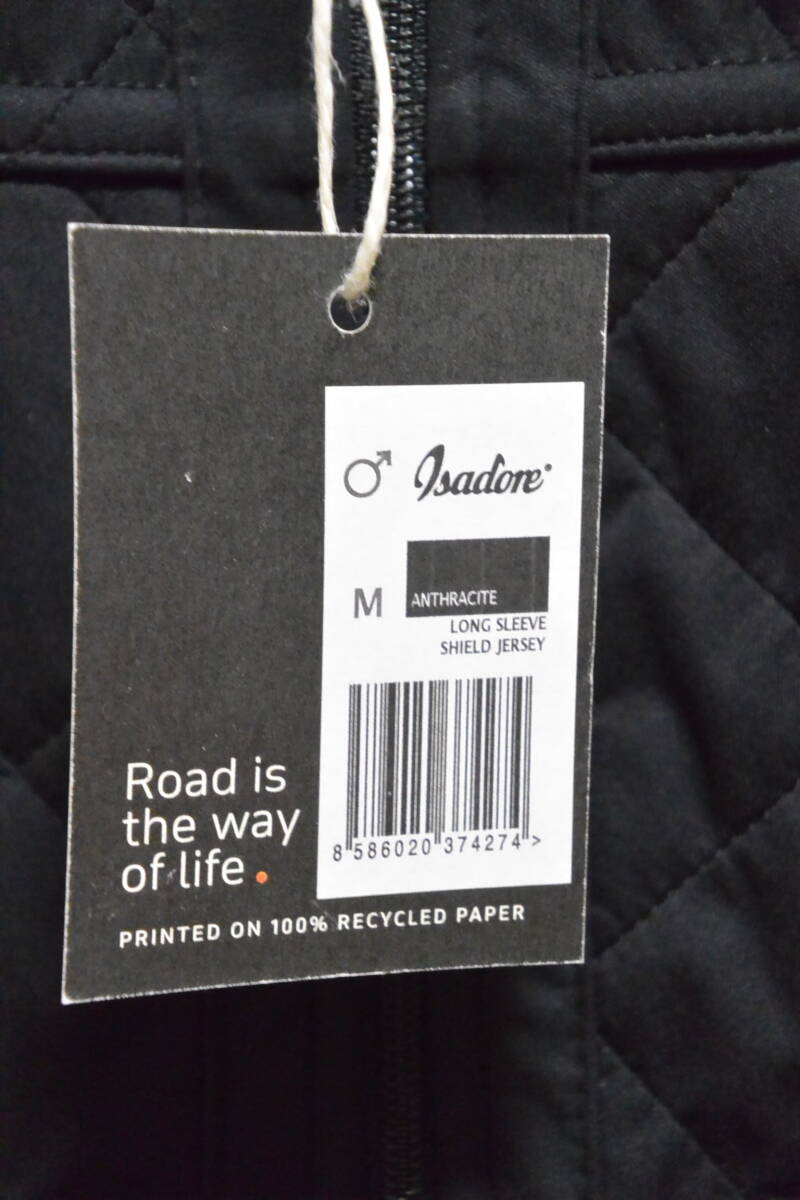 Isadore
M
ANTHRACITE
LONG SLEEVE
SHIELD JERSEY
8 586020 374274 >
Road is
the way
of life.
PRINTED ON 100% RECYCLED PAPER